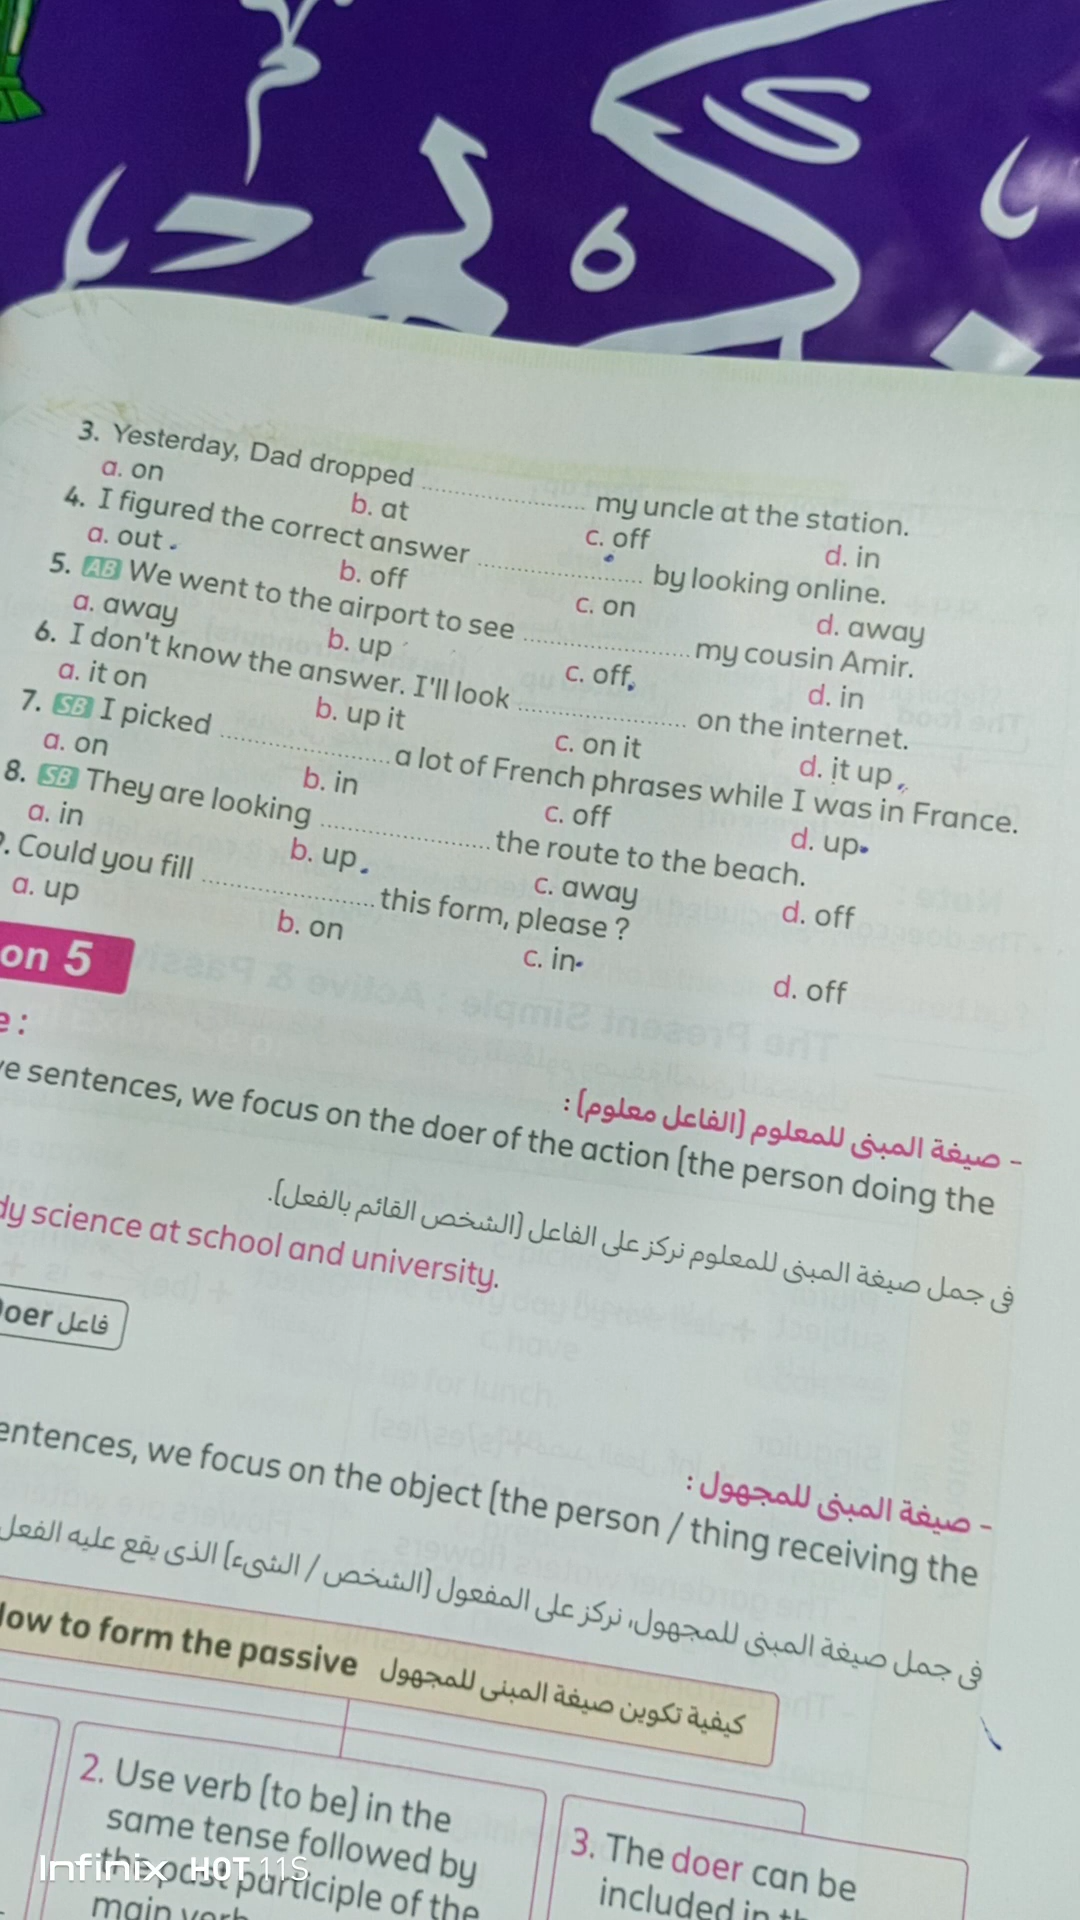 3. Yesterday, Dad dropped .................... my uncle at the station.
a. on b. at c. off d. in
4. I figured the correct answer .................... by looking online.
a. out b. off c. on d. away
5. AB We went to the airport to see .................... my cousin Amir.
a. away b. up c. off d. in
6. I don't know the answer. I'll look .................... on the internet.
a. it on b. up it c. on it d. it up
7. SB I picked .................... a lot of French phrases while I was in France.
a. on b. in c. off d. up
8. SB They are looking .................... the route to the beach.
a. in b. up c. away d. off
. Could you fill .................... this form, please ?
a. up b. on c. in d. off
on 5
e :
- صيغة المبنى للمعلوم (الفاعل معلوم) :
ve sentences, we focus on the doer of the action (the person doing the
فى جمل صيغة المبنى للمعلوم نركز على الفاعل (الشخص القائم بالفعل).
dy science at school and university.
oer فاعل
- صيغة المبنى للمجهول :
entences, we focus on the object (the person / thing receiving the
فى جمل صيغة المبنى للمجهول، نركز على المفعول (الشخص / الشىء) الذى يقع عليه الفعل
low to form the passive كيفية تكوين صيغة المبنى للمجهول
2. Use verb (to be) in the
same tense followed by
the past participle of the
main verb
3. The doer can be
included in
Infinix HOT 11S